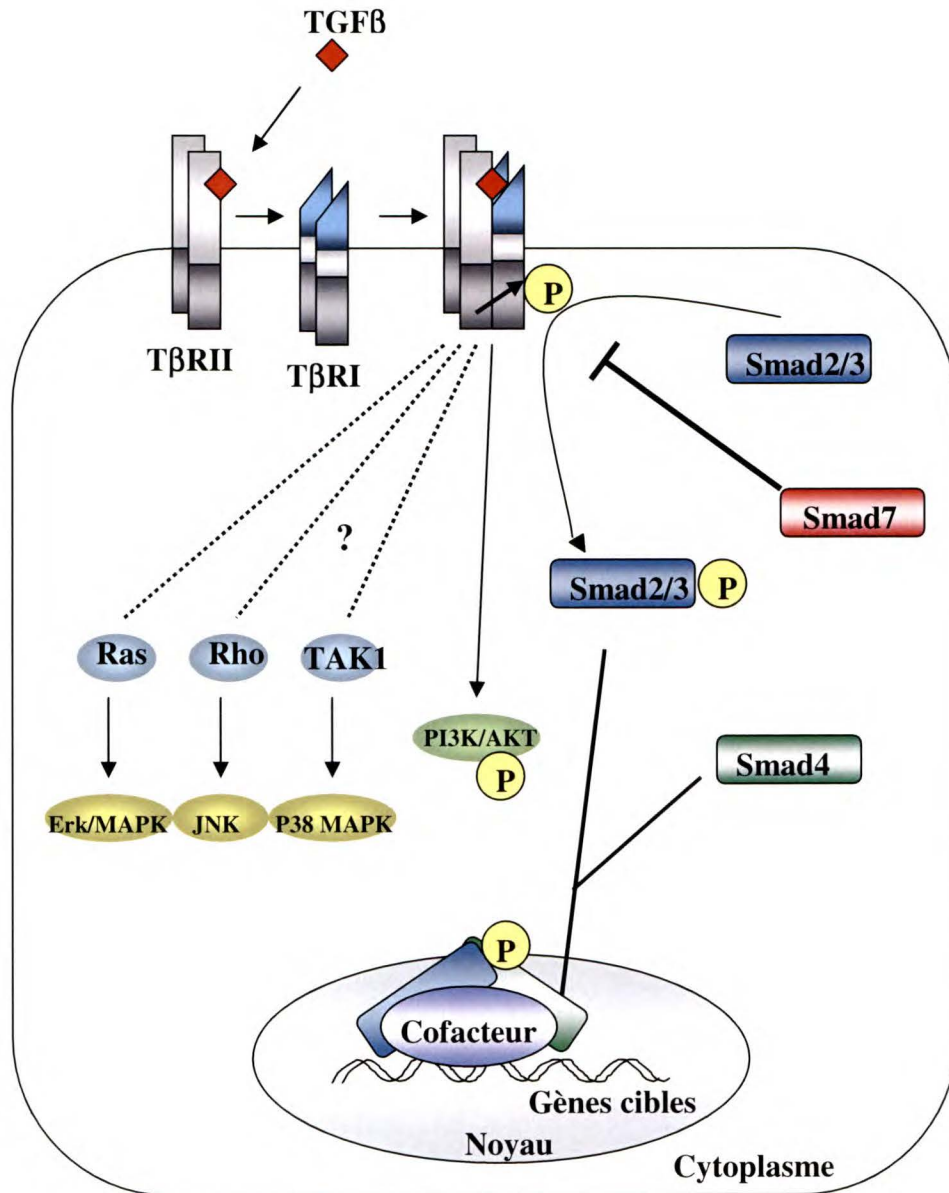 TGFß
TβRII
TβRI
P
Smad2/3
Smad7
Smad2/3
P
?
Ras
Rho
TAK1
PI3K/AKT
P
Smad4
Erk/MAPK
JNK
P38 MAPK
P
Cofacteur
Gènes cibles
Noyau
Cytoplasme